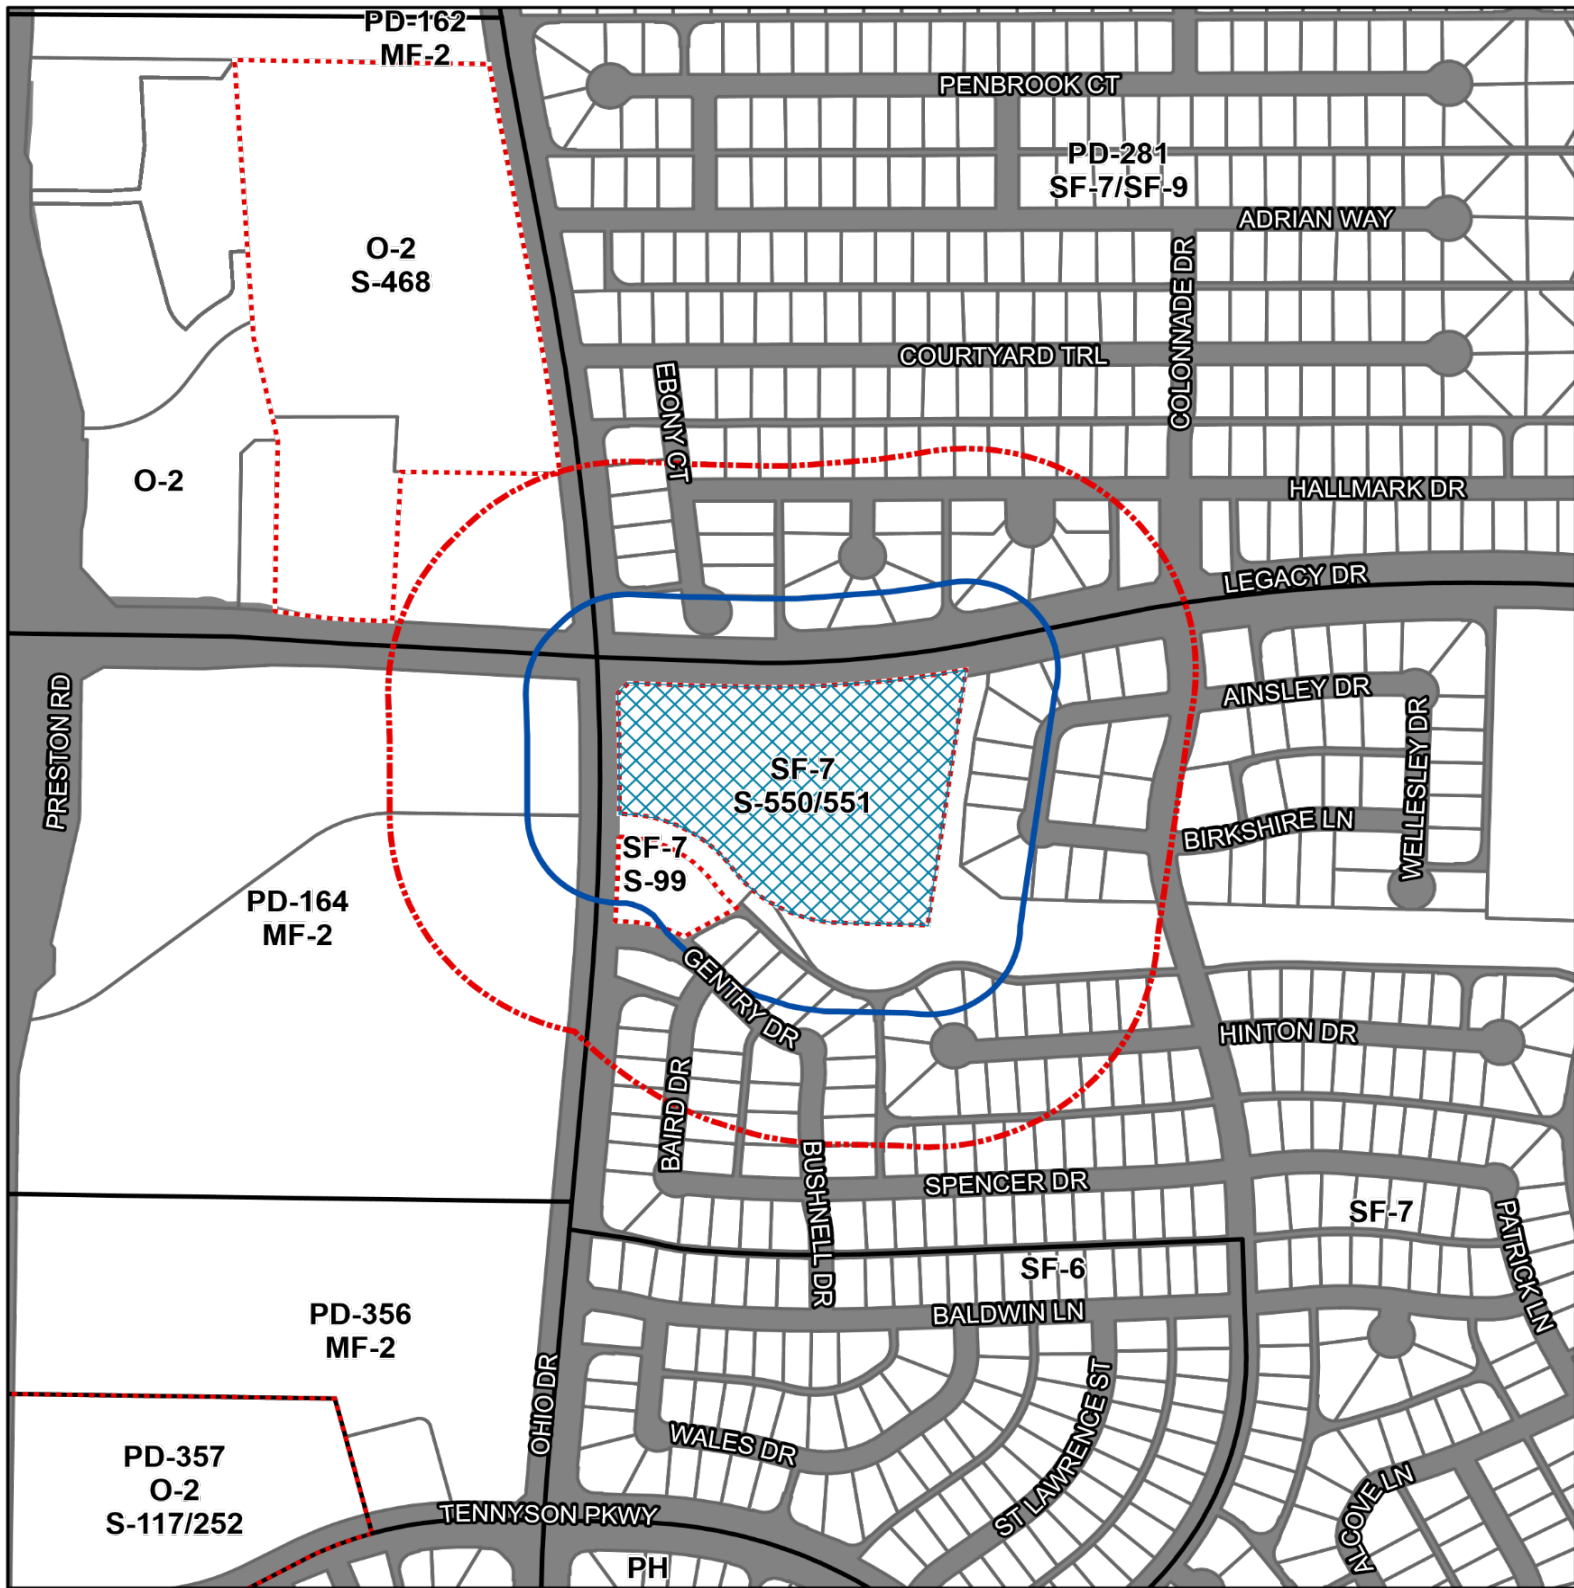 PD-162
MF-2
PENBROOK CT
PD-281
SF-7/SF-9
ADRIAN WAY
O-2
S-468
COLONNADE DR
COURTYARD TRL
EBONY CT
O-2
HALLMARK DR
LEGACY DR
AINSLEY DR
PRESTON RD
WELLESLEY DR
SF-7
S-550/551
BIRKSHIRE LN
SF-7
S-99
PD-164
MF-2
GENTRY DR
HINTON DR
BAIRD DR
BUSHNELL DR
SPENCER DR
SF-7
PATRICK LN
SF-6
BALDWIN LN
PD-356
MF-2
OHIO DR
ST LAWRENCE ST
WALES DR
PD-357
O-2
S-117/252
ALCOVE LN
TENNYSON PKWY
PH